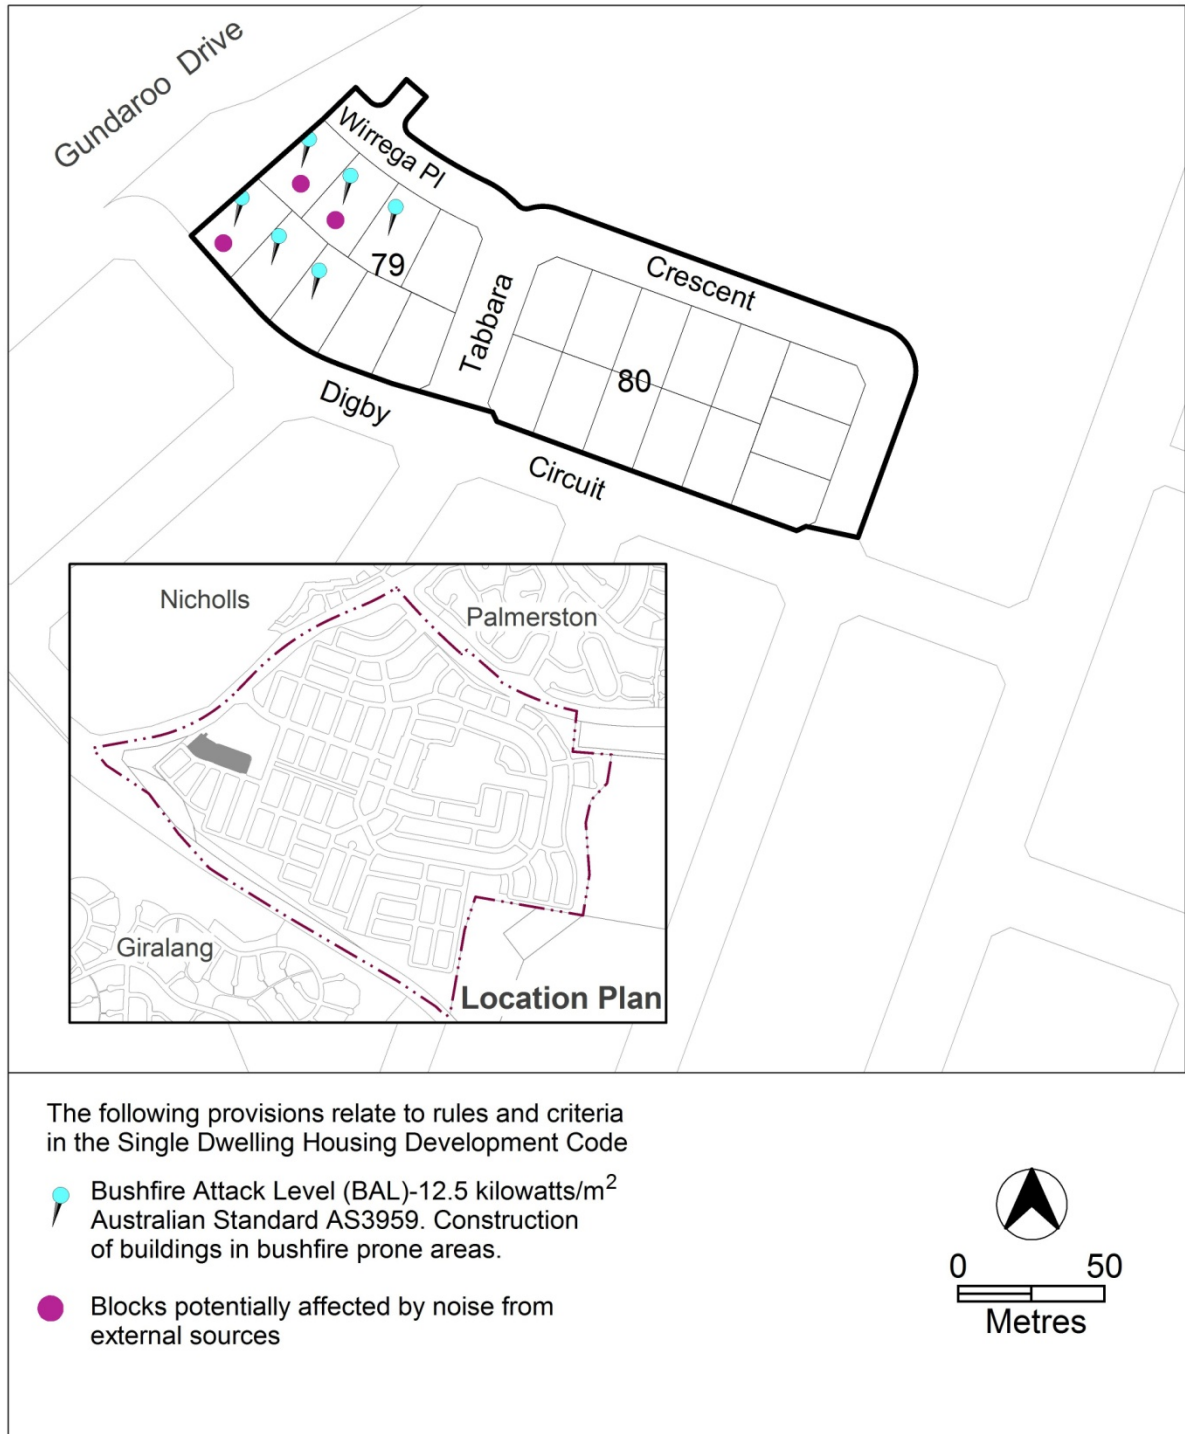 Gundaroo Drive
Wirrega Pl
79
Tabbara
Crescent
80
Digby
Circuit
Nicholls
Palmerston
Giralang
Location Plan
The following provisions relate to rules and criteria
in the Single Dwelling Housing Development Code
Bushfire Attack Level (BAL)-12.5 kilowatts/m²
Australian Standard AS3959. Construction
of buildings in bushfire prone areas.
Blocks potentially affected by noise from
external sources
0 50
Metres